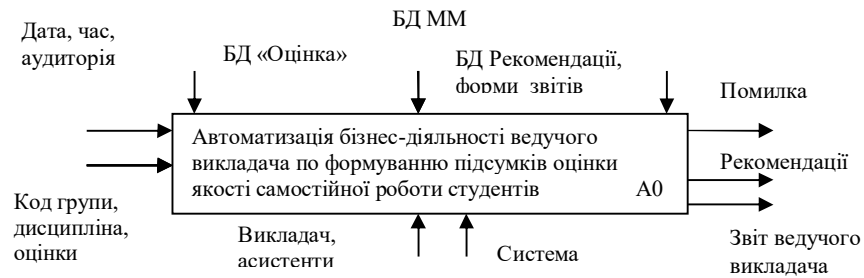 БД ММ
Дата, час,
аудиторія
БД «Оцінка»
БД Рекомендації,
форми звітів
Помилка
Автоматизація бізнес-діяльності ведучого
викладача по формуванню підсумків оцінки
якості самостійної роботи студентів A0
Рекомендації
Код групи,
дисципліна,
оцінки
Викладач,
асистенти
Система
Звіт ведучого
викладача